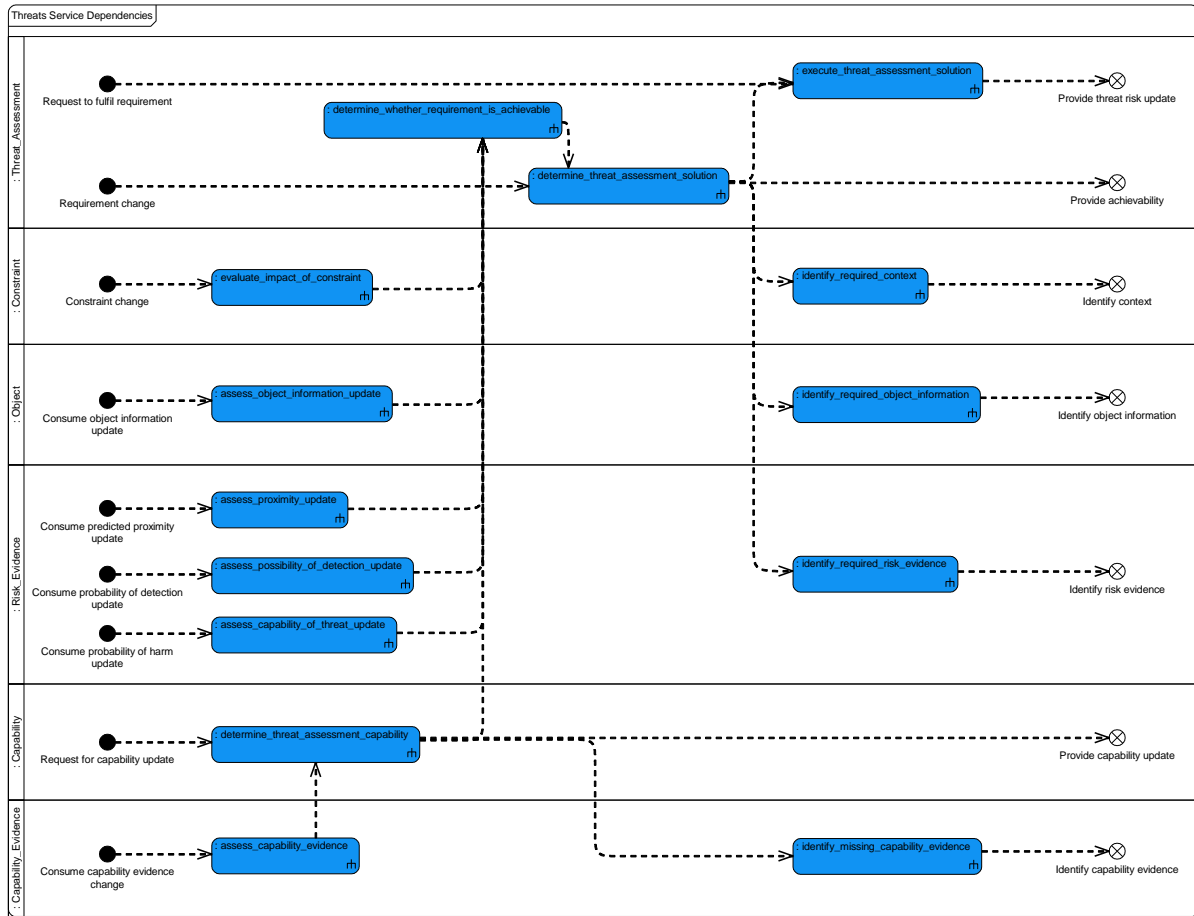 Threats Service Dependencies
: Threat_Assessment
Request to fulfil requirement
: execute_threat_assessment_solution
Provide threat risk update
: determine_whether_requirement_is_achievable
Requirement change
: determine_threat_assessment_solution
Provide achievability
: Constraint
Constraint change
: evaluate_impact_of_constraint
: identify_required_context
Identify context
: Object
Consume object information
update
: assess_object_information_update
: identify_required_object_information
Identify object information
: Risk_Evidence
Consume predicted proximity
update
: assess_proximity_update
Consume probability of detection
update
: assess_possibility_of_detection_update
: identify_required_risk_evidence
Identify risk evidence
Consume probability of harm
update
: assess_capability_of_threat_update
: Capability
Request for capability update
: determine_threat_assessment_capability
Provide capability update
: Capability_Evidence
Consume capability evidence
change
: assess_capability_evidence
: identify_missing_capability_evidence
Identify capability evidence